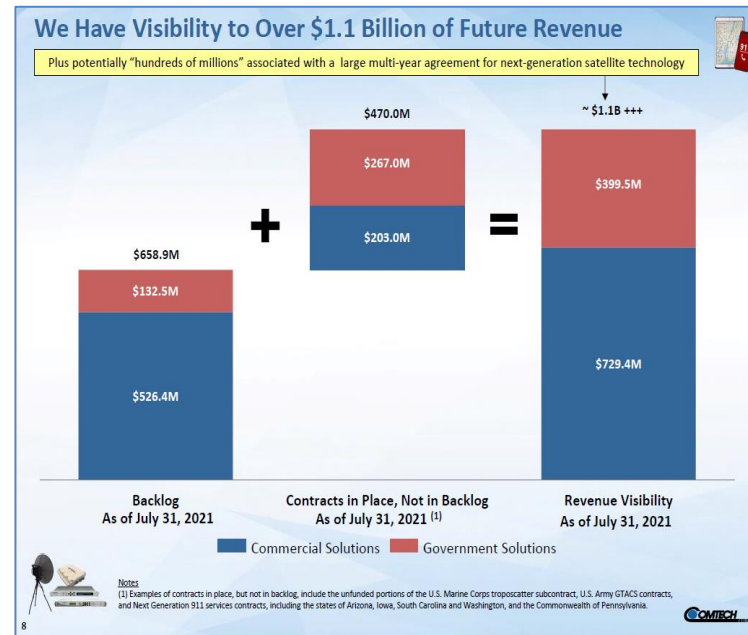 We Have Visibility to Over $1.1 Billion of Future Revenue
Plus potentially “hundreds of millions” associated with a large multi-year agreement for next-generation satellite technology
$470.0M
~ $1.1B +++
$267.0M
$399.5M
+
$203.0M
=
$658.9M
$132.5M
$729.4M
$526.4M
Backlog
As of July 31, 2021
Contracts in Place, Not in Backlog
As of July 31, 2021 (1)
Revenue Visibility
As of July 31, 2021
Commercial Solutions
Government Solutions
Notes
(1) Examples of contracts in place, but not in backlog, include the unfunded portions of the U.S. Marine Corps troposcatter subcontract, U.S. Army GTACS contracts,
and Next Generation 911 services contracts, including the states of Arizona, Iowa, South Carolina and Washington, and the Commonwealth of Pennsylvania.
COMTECH
8